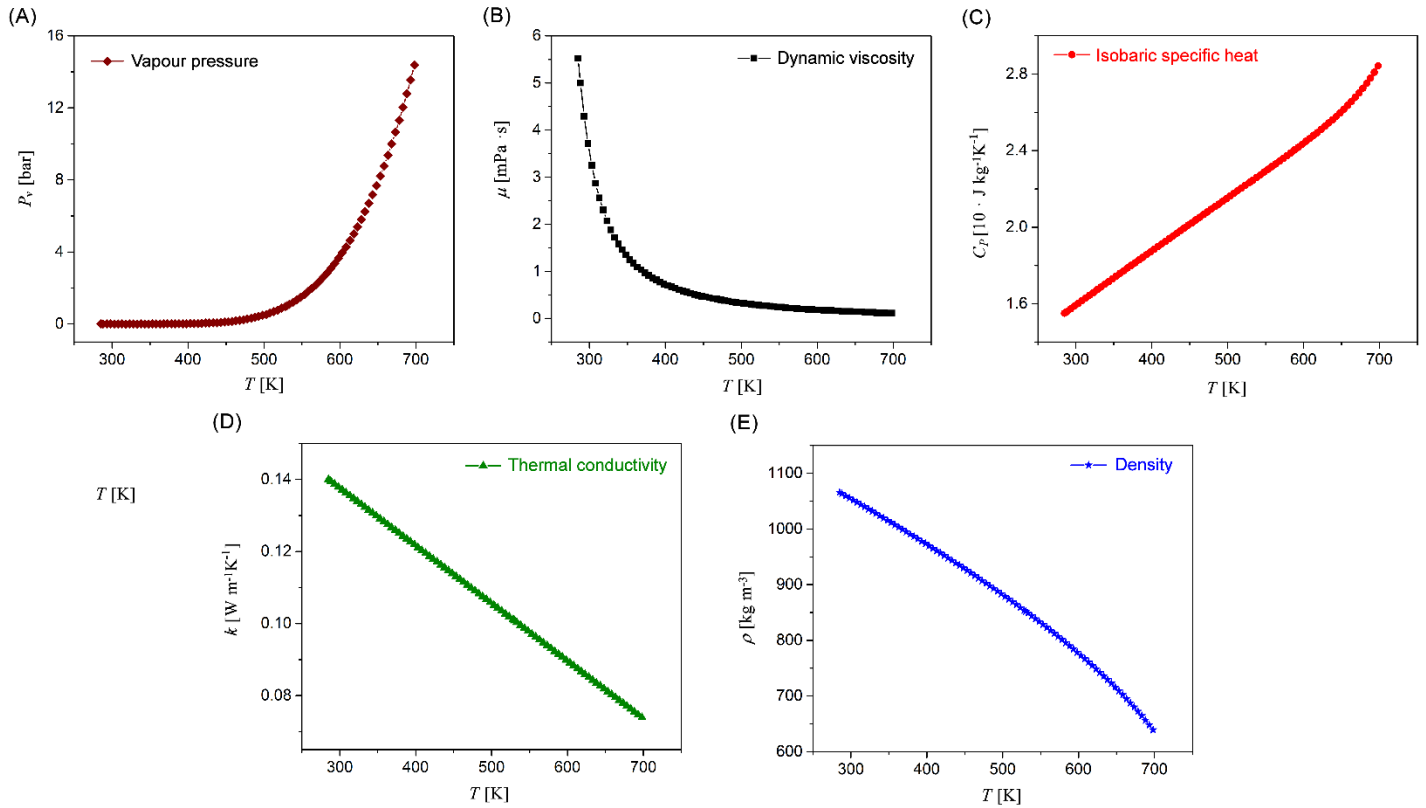 (A)
16
12
8
4
0
Pᵥ [bar]
Vapour pressure
300 400 500 600 700
T [K]
(B)
6
5
4
3
2
1
0
μ [mPa · s]
Dynamic viscosity
300 400 500 600 700
T [K]
(C)
2.8
2.4
2.0
1.6
C_P [10 · J kg⁻¹K⁻¹]
Isobaric specific heat
300 400 500 600 700
T [K]
T [K]
(D)
0.14
0.12
0.10
0.08
k [W m⁻¹K⁻¹]
Thermal conductivity
300 400 500 600 700
T [K]
(E)
1100
1000
900
800
700
600
ρ [kg m⁻³]
Density
300 400 500 600 700
T [K]